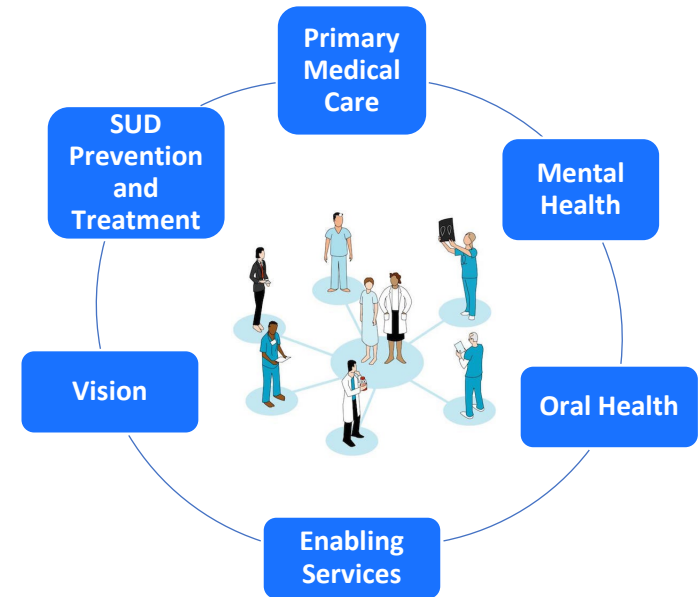 Primary
Medical
Care
SUD
Prevention
and
Treatment
Mental
Health
Vision
Oral Health
Enabling
Services